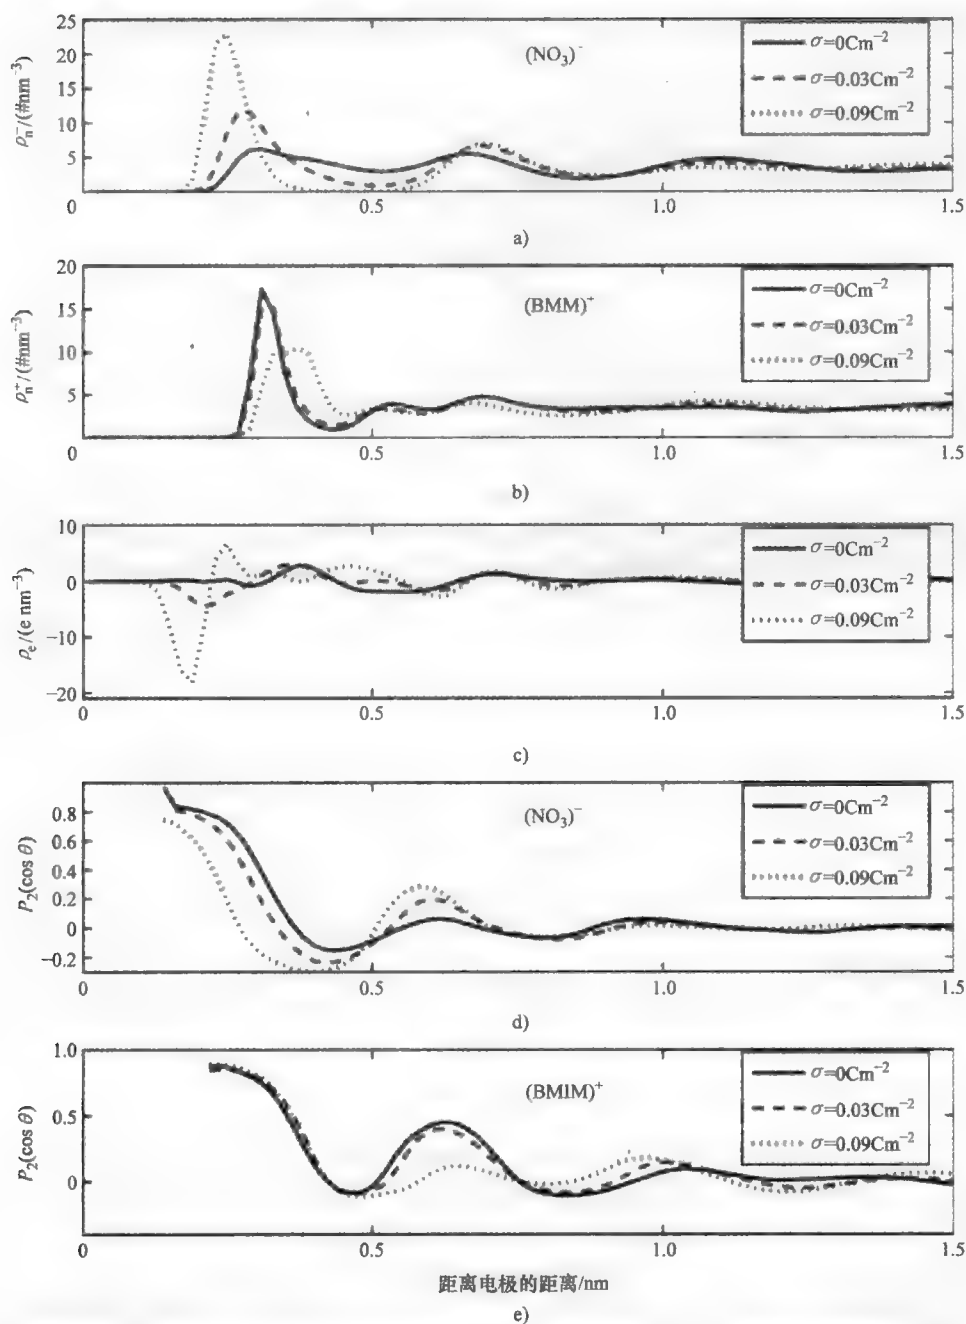 25
20
15
10
5
0
0.5
1.0
1.5
ρn⁻/(#nm⁻³)
(NO₃)⁻
σ=0Cm⁻²
σ=0.03Cm⁻²
σ=0.09Cm⁻²
a)
20
15
10
5
0
0.5
1.0
1.5
ρn⁺/(#nm⁻³)
(BMM)⁺
σ=0Cm⁻²
σ=0.03Cm⁻²
σ=0.09Cm⁻²
b)
10
0
−10
−20
0
0.5
1.0
1.5
ρe/(e nm⁻³)
σ=0Cm⁻²
σ=0.03Cm⁻²
σ=0.09Cm⁻²
c)
0.8
0.6
0.4
0.2
0
−0.2
0
0.5
1.0
1.5
P₂(cos θ)
(NO₃)⁻
σ=0Cm⁻²
σ=0.03Cm⁻²
σ=0.09Cm⁻²
d)
1.0
0.5
0
0
0.5
1.0
1.5
P₂(cos θ)
(BMIM)⁺
σ=0Cm⁻²
σ=0.03Cm⁻²
σ=0.09Cm⁻²
距离电极的距离/nm
e)